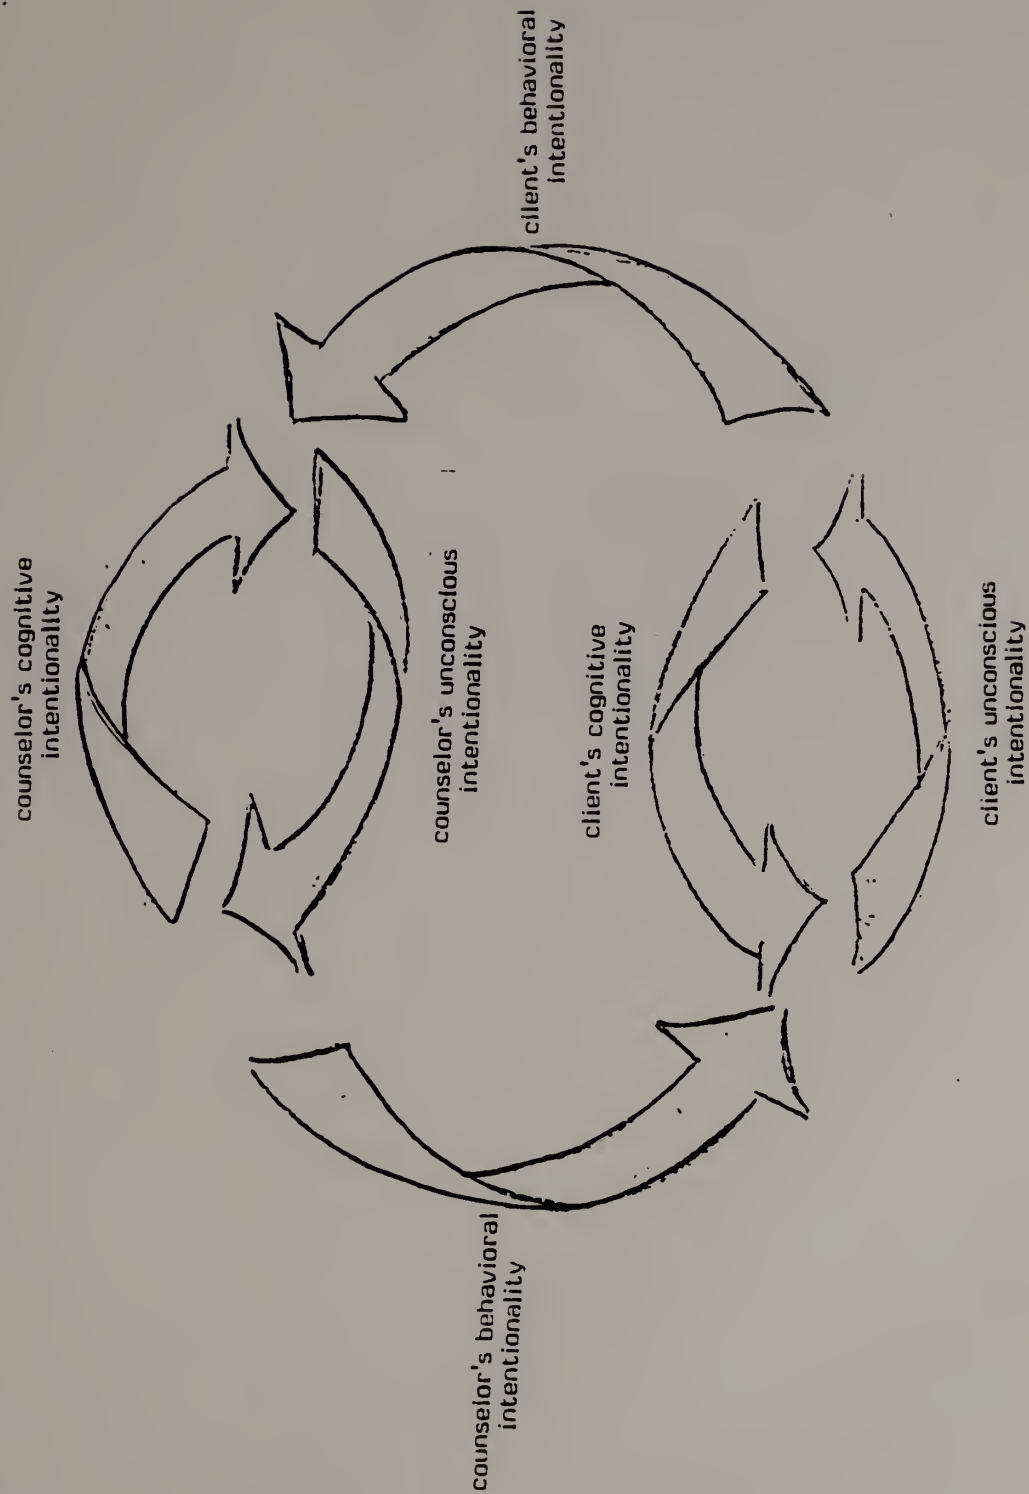 counselor's cognitive
intentionality
counselor's unconscious
intentionality
counselor's behavioral
intentionality
client's behavioral
intentionality
client's cognitive
intentionality
client's unconscious
intentionality